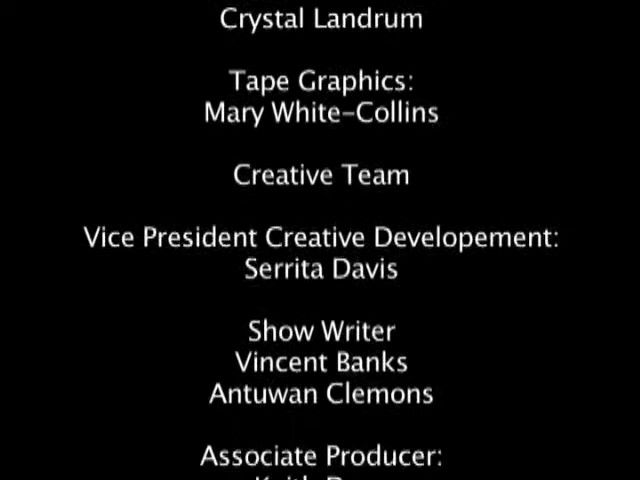 Crystal Landrum
Tape Graphics:
Mary White-Collins
Creative Team
Vice President Creative Developement:
Serrita Davis
Show Writer
Vincent Banks
Antuwan Clemons
Associate Producer:
Keith